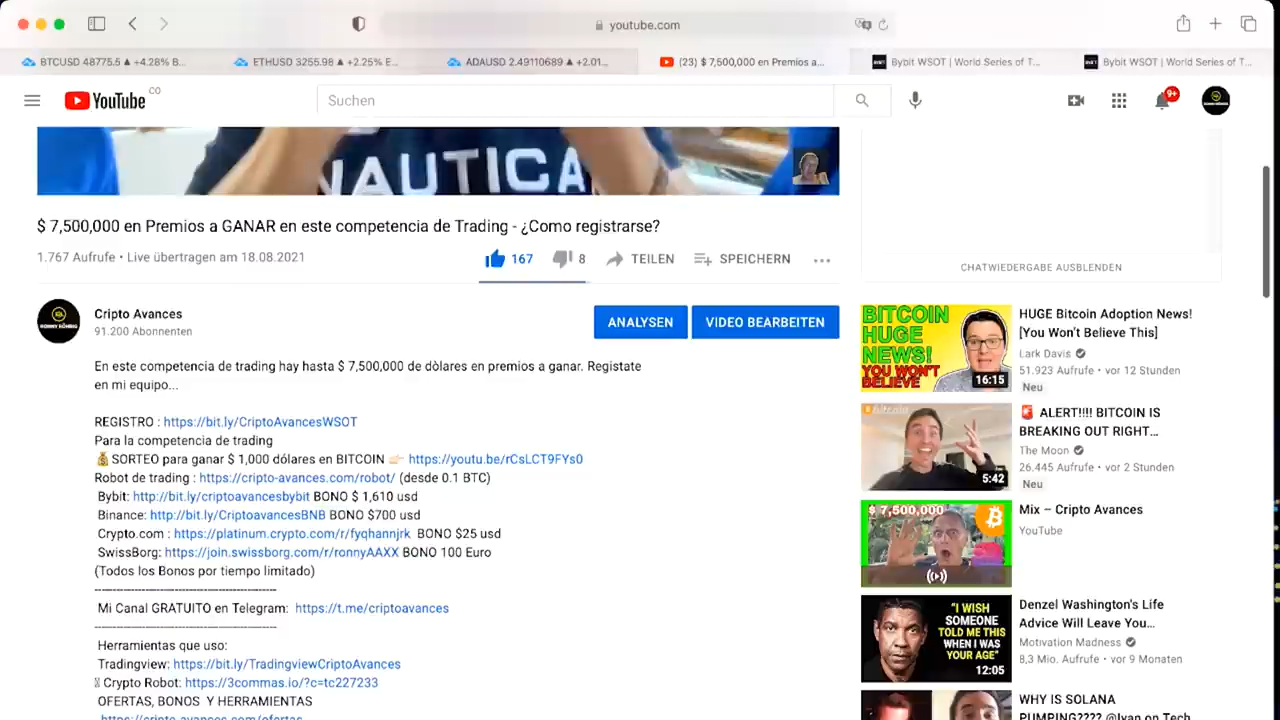 youtube.com
BTCUSD 48775.5 ▲ +4.28% B...
ETHUSD 3255.98 ▲ +2.25% E...
ADAUSD 2.49110689 ▲ +2.01...
(23) $ 7,500,000 en Premios a...
Bybit WSOT | World Series of T...
Bybit WSOT | World Series of T...
YouTube CO
Suchen
9+
NAUTICA
$ 7,500,000 en Premios a GANAR en este competencia de Trading - ¿Como registrarse?
1.767 Aufrufe • Live übertragen am 18.08.2021
167
8
TEILEN
SPEICHERN
CHATWIEDERGABE AUSBLENDEN
Cripto Avances
91.200 Abonnenten
ANALYSEN
VIDEO BEARBEITEN
En este competencia de trading hay hasta $ 7,500,000 de dòlares en premios a ganar. Registate
en mi equipo...
REGISTRO : https://bit.ly/CriptoAvancesWSOT
Para la competencia de trading
💰SORTEO para ganar $ 1,000 dólares en BITCOIN 👉🏻 https://youtu.be/rCsLCT9FYs0
Robot de trading : https://cripto-avances.com/robot/ (desde 0.1 BTC)
Bybit: http://bit.ly/criptoavancesbybit BONO $ 1,610 usd
Binance: http://bit.ly/CriptoavancesBNB BONO $700 usd
Crypto.com : https://platinum.crypto.com/r/fyqhannjrk BONO $25 usd
SwissBorg: https://join.swissborg.com/r/ronnyAAXX BONO 100 Euro
(Todos los Bonos por tiempo limitado)
----------------------------------------------
Mi Canal GRATUITO en Telegram: https://t.me/criptoavances
----------------------------------------------
Herramientas que uso:
Tradingview: https://bit.ly/TradingviewCriptoAvances
Crypto Robot: https://3commas.io/?c=tc227233
OFERTAS, BONOS Y HERRAMIENTAS
https://cripto-avances.com/ofertas
BITCOIN
HUGE
NEWS!
YOU WON'T
BELIEVE
16:15
HUGE Bitcoin Adoption News!
[You Won't Believe This]
Lark Davis
51.923 Aufrufe • vor 12 Stunden
Neu
bitcoin
5:42
🚨 ALERT!!!! BITCOIN IS
BREAKING OUT RIGHT...
The Moon
26.445 Aufrufe • vor 2 Stunden
Neu
$ 7,500,000
Mix – Cripto Avances
YouTube
"I WISH
SOMEONE
TOLD ME THIS
WHEN I WAS
YOUR AGE"
12:05
Denzel Washington's Life
Advice Will Leave You...
Motivation Madness
8,3 Mio. Aufrufe • vor 9 Monaten
WHY IS SOLANA
PUMPING???? @Ivan on Tech